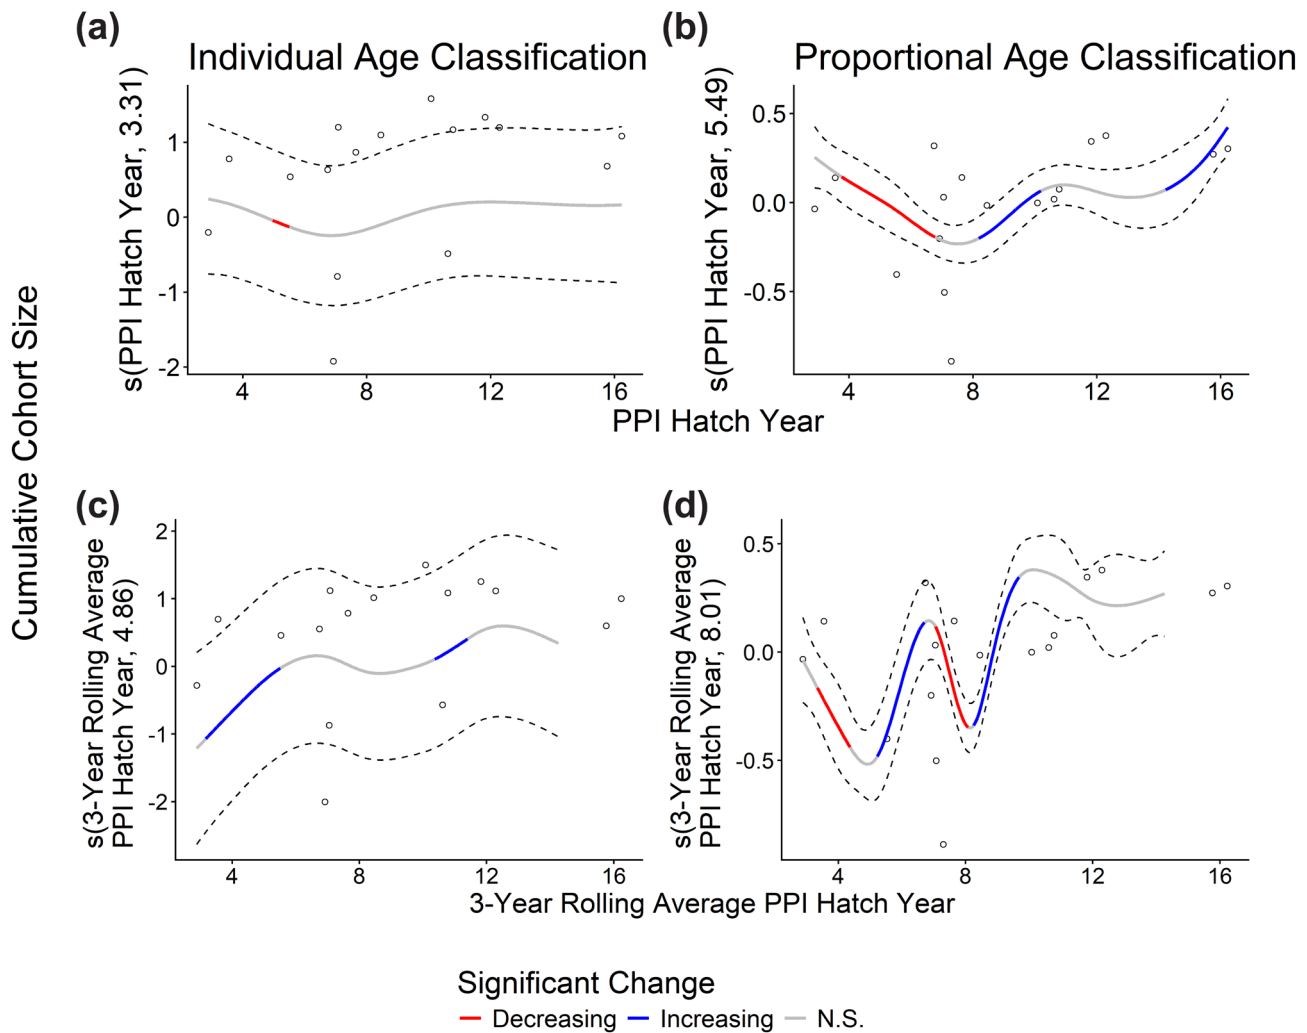 (a)
Individual Age Classification
(b)
Proportional Age Classification
Cumulative Cohort Size
s(PPI Hatch Year, 3.31)
1
0
-1
-2
4
8
12
16
s(PPI Hatch Year, 5.49)
0.5
0.0
-0.5
4
8
12
16
PPI Hatch Year
(c)
(d)
s(3-Year Rolling Average
PPI Hatch Year, 4.86)
2
1
0
-1
-2
4
8
12
16
s(3-Year Rolling Average
PPI Hatch Year, 8.01)
0.5
0.0
-0.5
4
8
12
16
3-Year Rolling Average PPI Hatch Year
Significant Change
Decreasing
Increasing
N.S.